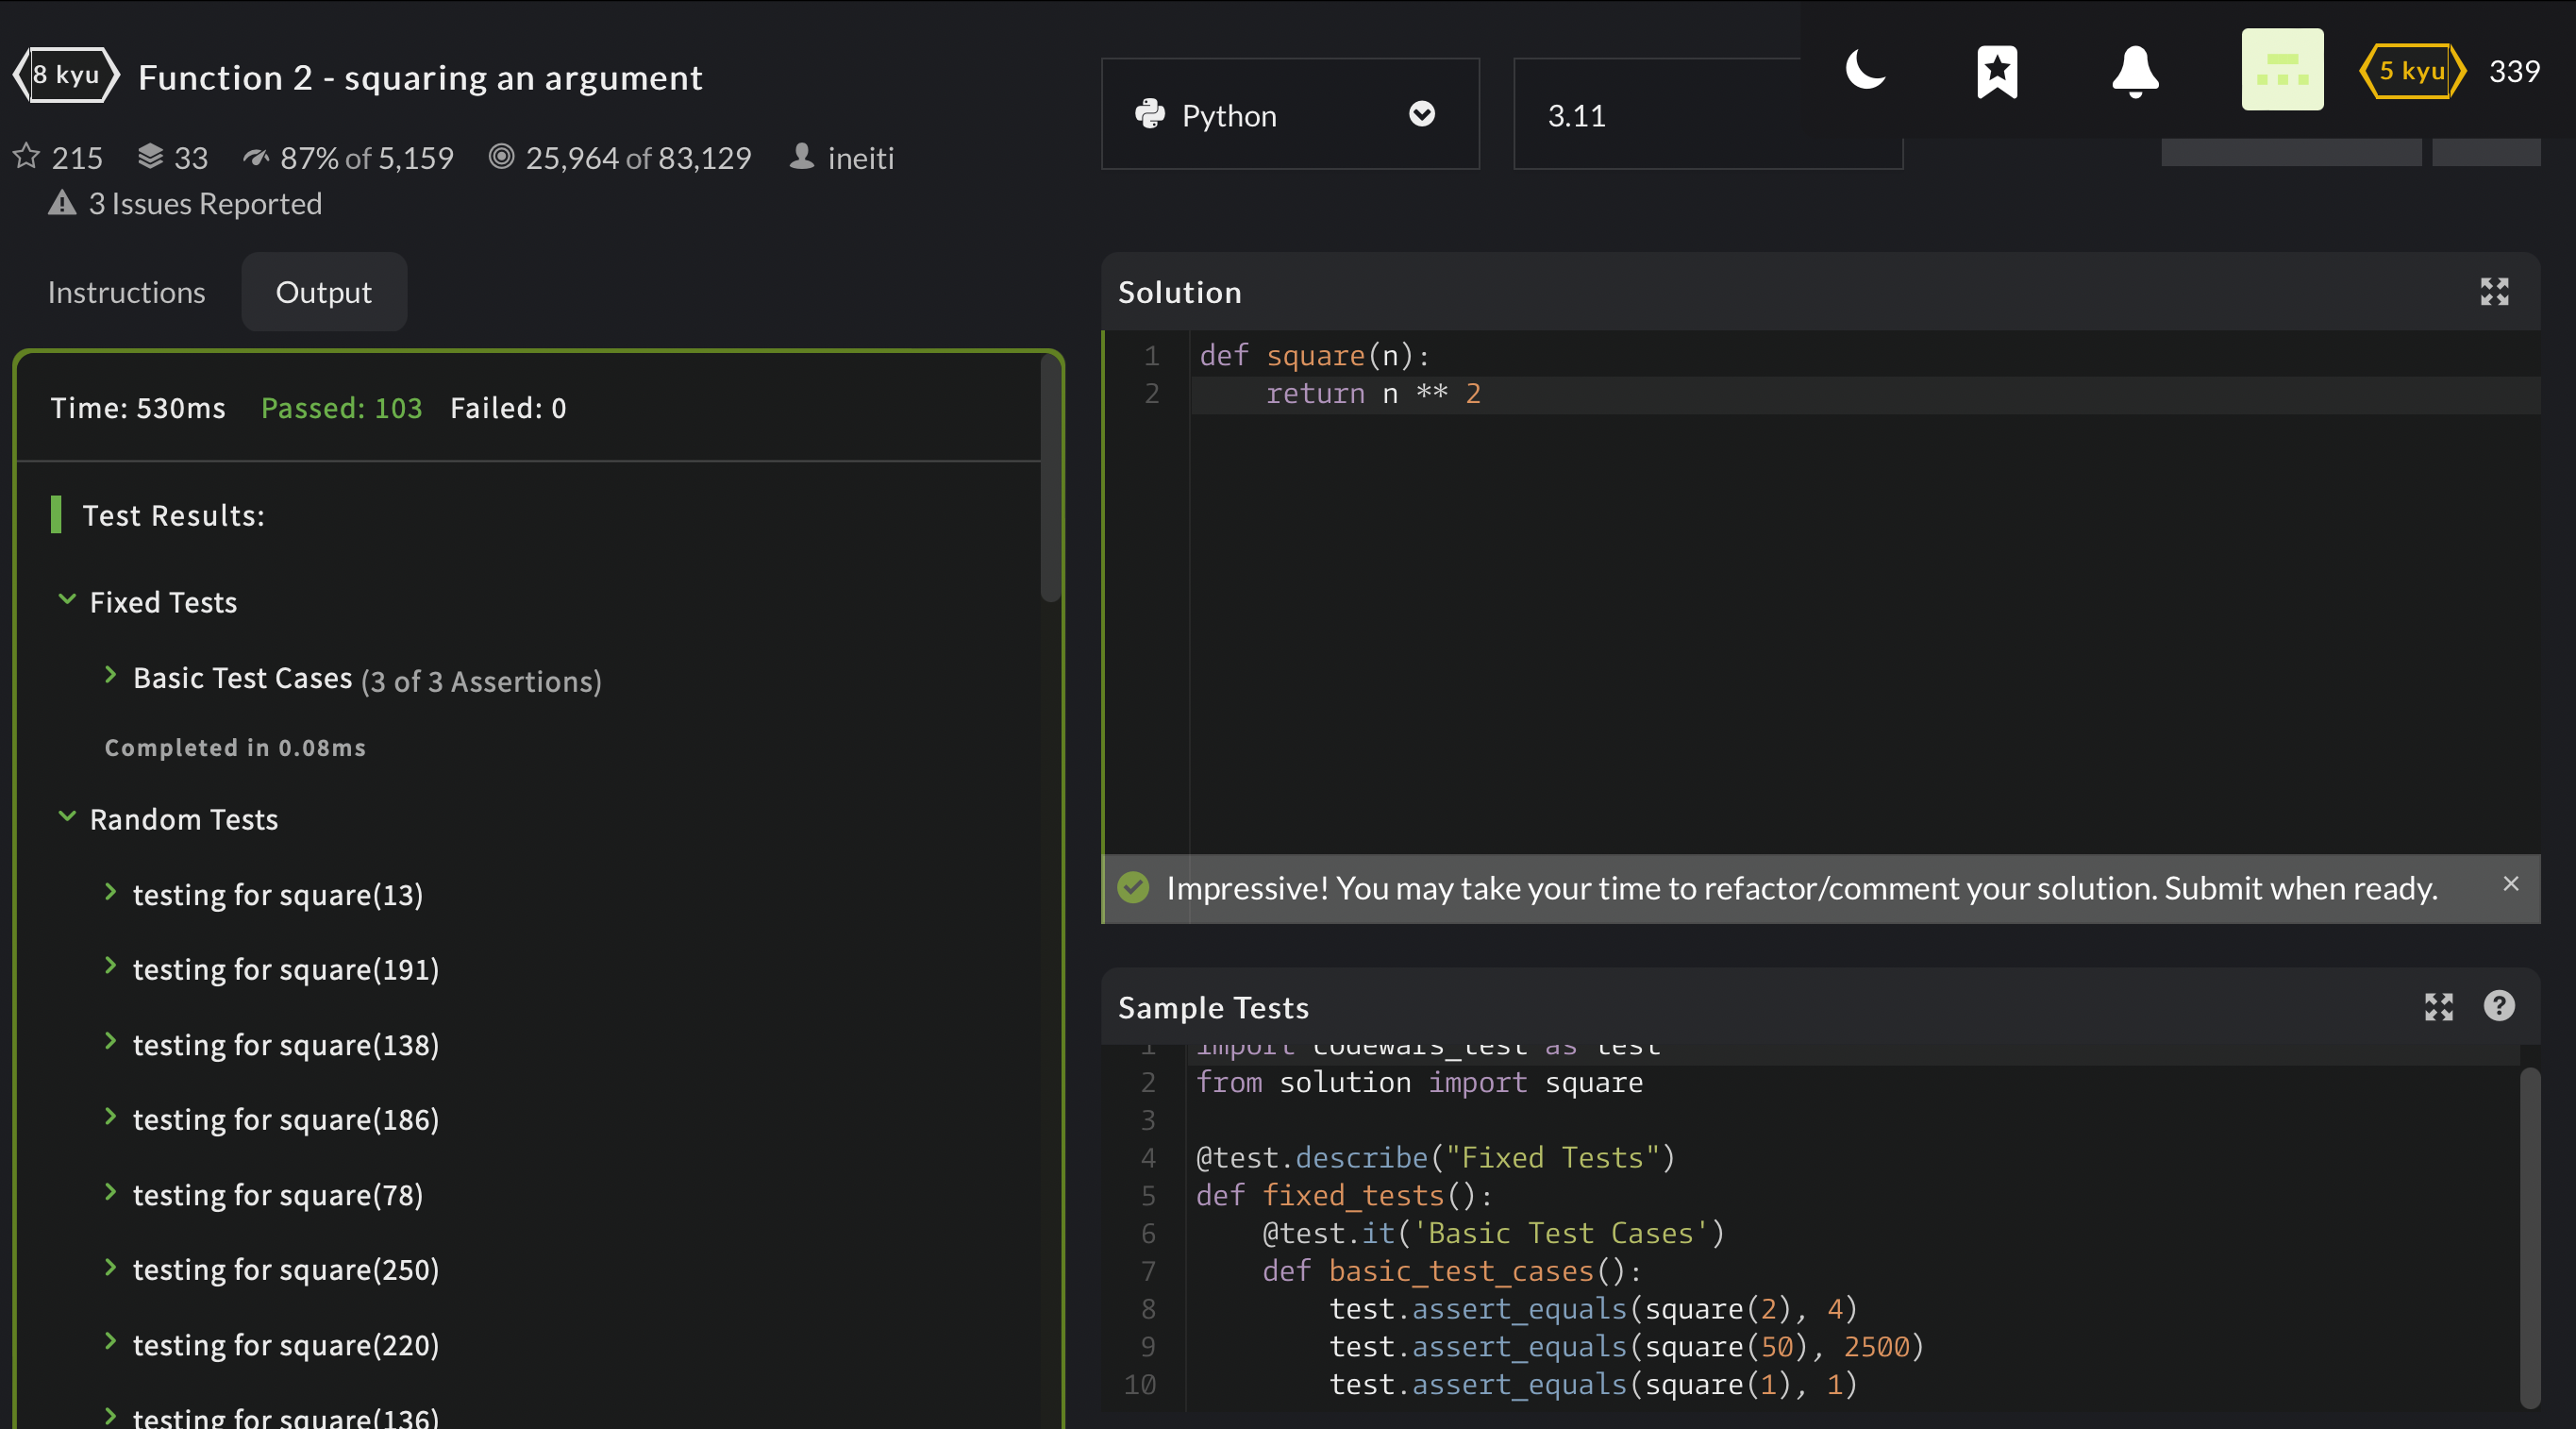 8 kyu Function 2 - squaring an argument
215 33 87% of 5,159 25,964 of 83,129 ineiti
3 Issues Reported
Python
3.11
5 kyu 339
Instructions Output
Time: 530ms Passed: 103 Failed: 0
Test Results:
Fixed Tests
Basic Test Cases (3 of 3 Assertions)
Completed in 0.08ms
Random Tests
testing for square(13)
testing for square(191)
testing for square(138)
testing for square(186)
testing for square(78)
testing for square(250)
testing for square(220)
testing for square(136)
Solution
1 def square(n):
2     return n ** 2
Impressive! You may take your time to refactor/comment your solution. Submit when ready. ×
Sample Tests
?
1 import codewars_test as test
2 from solution import square
3
4 @test.describe("Fixed Tests")
5 def fixed_tests():
6     @test.it('Basic Test Cases')
7     def basic_test_cases():
8         test.assert_equals(square(2), 4)
9         test.assert_equals(square(50), 2500)
10         test.assert_equals(square(1), 1)